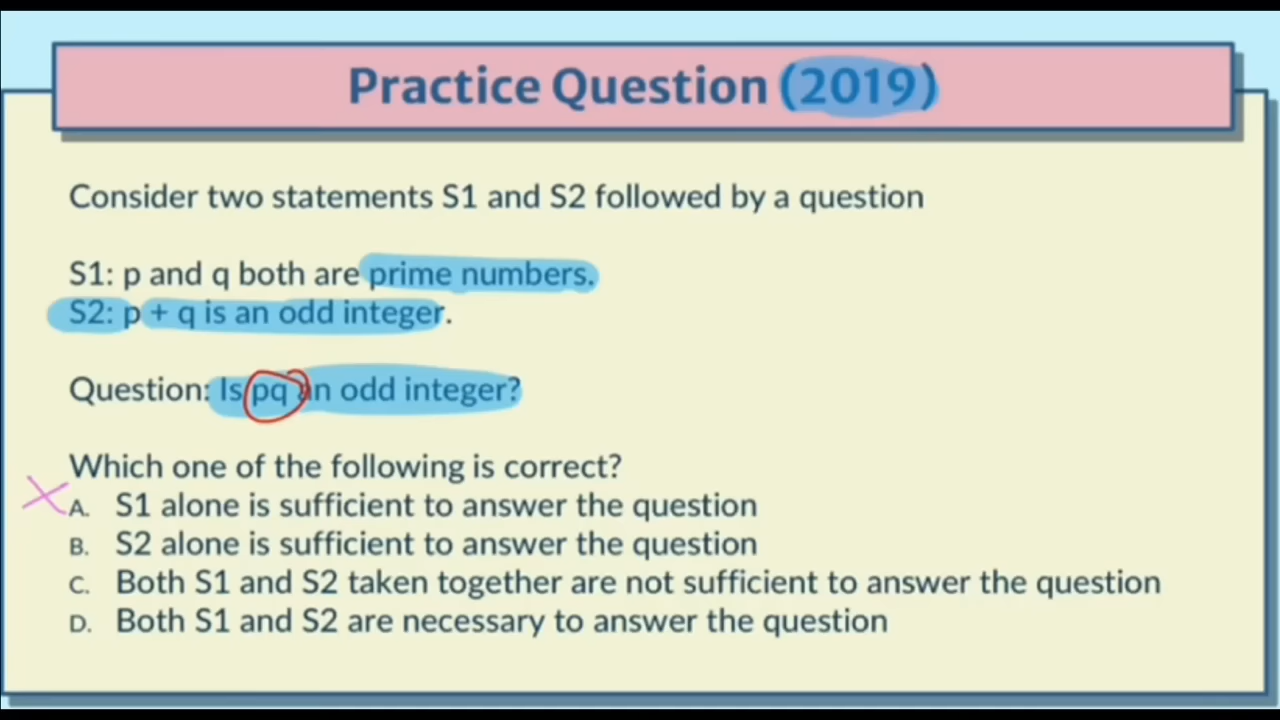 Practice Question (2019)
Consider two statements S1 and S2 followed by a question
S1: p and q both are prime numbers.
S2: p + q is an odd integer.
Question: Is pq an odd integer?
Which one of the following is correct?
A. S1 alone is sufficient to answer the question
B. S2 alone is sufficient to answer the question
C. Both S1 and S2 taken together are not sufficient to answer the question
D. Both S1 and S2 are necessary to answer the question